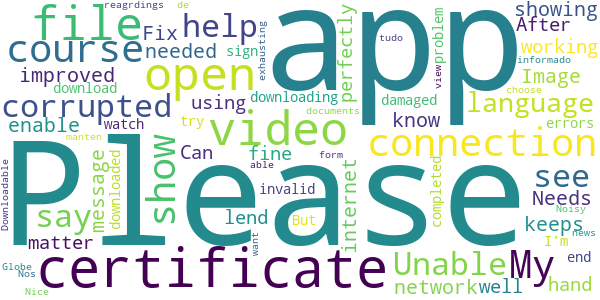 reagrdings de
file Fix help app showing
After
course needed sign exhausting perfectly tudo view problem working
informado
improved open Image
download
corrupted using downloading damaged language
documents choose
enable watch try video know errors
Downloadable manten Can fine form connection
Please
message downloaded show able see
say invalid internet completed Needs Noisy
lend But keeps I'm news
matter want
certificate Unable My end
Globe Nos network well hand
Nice